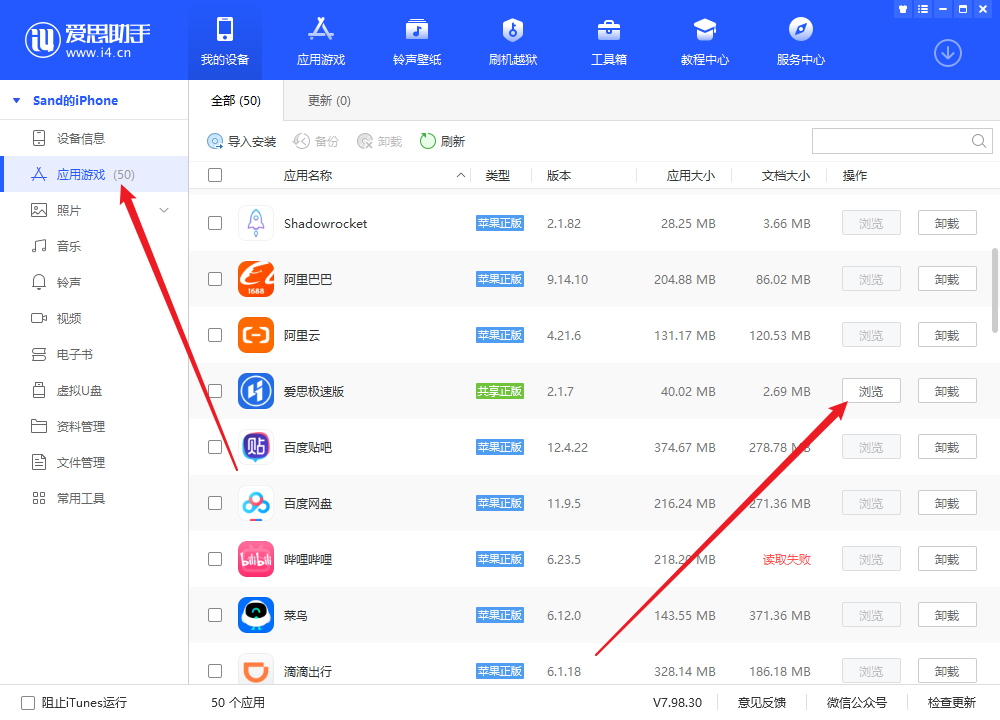 爱思助手
www.i4.cn
我的设备
应用游戏
铃声壁纸
刷机越狱
工具箱
教程中心
服务中心
Sand的iPhone
设备信息
应用游戏 (50)
照片
音乐
铃声
视频
电子书
虚拟U盘
资料管理
文件管理
常用工具
全部 (50) 更新 (0)
导入安装 备份 卸载 刷新
应用名称 类型 版本 应用大小 文档大小 操作
Shadowrocket 苹果正版 2.1.82 28.25 MB 3.66 MB 浏览 卸载
1688 阿里巴巴 苹果正版 9.14.10 204.88 MB 86.02 MB 浏览 卸载
阿里云 苹果正版 4.21.6 131.17 MB 120.53 MB 浏览 卸载
爱思极速版 共享正版 2.1.7 40.02 MB 2.69 MB 浏览 卸载
贴 百度贴吧 苹果正版 12.4.22 374.67 MB 278.78 MB 浏览 卸载
百度网盘 苹果正版 11.9.5 216.24 MB 271.36 MB 浏览 卸载
bilibili 哔哩哔哩 苹果正版 6.23.5 218.20 MB 读取失败 浏览 卸载
菜鸟 苹果正版 6.12.0 143.55 MB 371.36 MB 浏览 卸载
滴滴出行 苹果正版 6.1.18 328.14 MB 186.18 MB 浏览 卸载
阻止iTunes运行 50 个应用 V7.98.30 意见反馈 微信公众号 检查更新